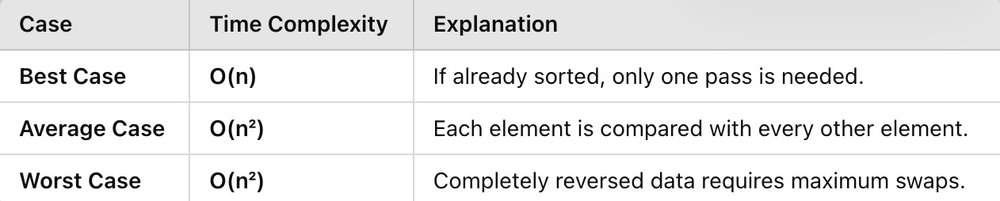 Case Time Complexity Explanation
Best Case O(n) If already sorted, only one pass is needed.
Average Case O(n²) Each element is compared with every other element.
Worst Case O(n²) Completely reversed data requires maximum swaps.